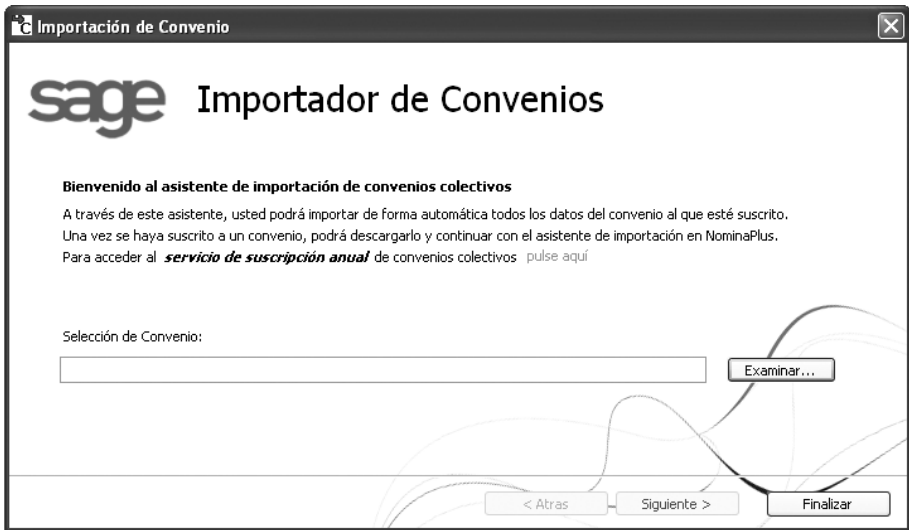 Importación de Convenio
sage
Importador de Convenios
Bienvenido al asistente de importación de convenios colectivos
A través de este asistente, usted podrá importar de forma automática todos los datos del convenio al que esté suscrito.
Una vez se haya suscrito a un convenio, podrá descargarlo y continuar con el asistente de importación en NominaPlus.
Para acceder al servicio de suscripción anual de convenios colectivos pulse aquí
Selección de Convenio:
Examinar...
< Atras Siguiente > Finalizar